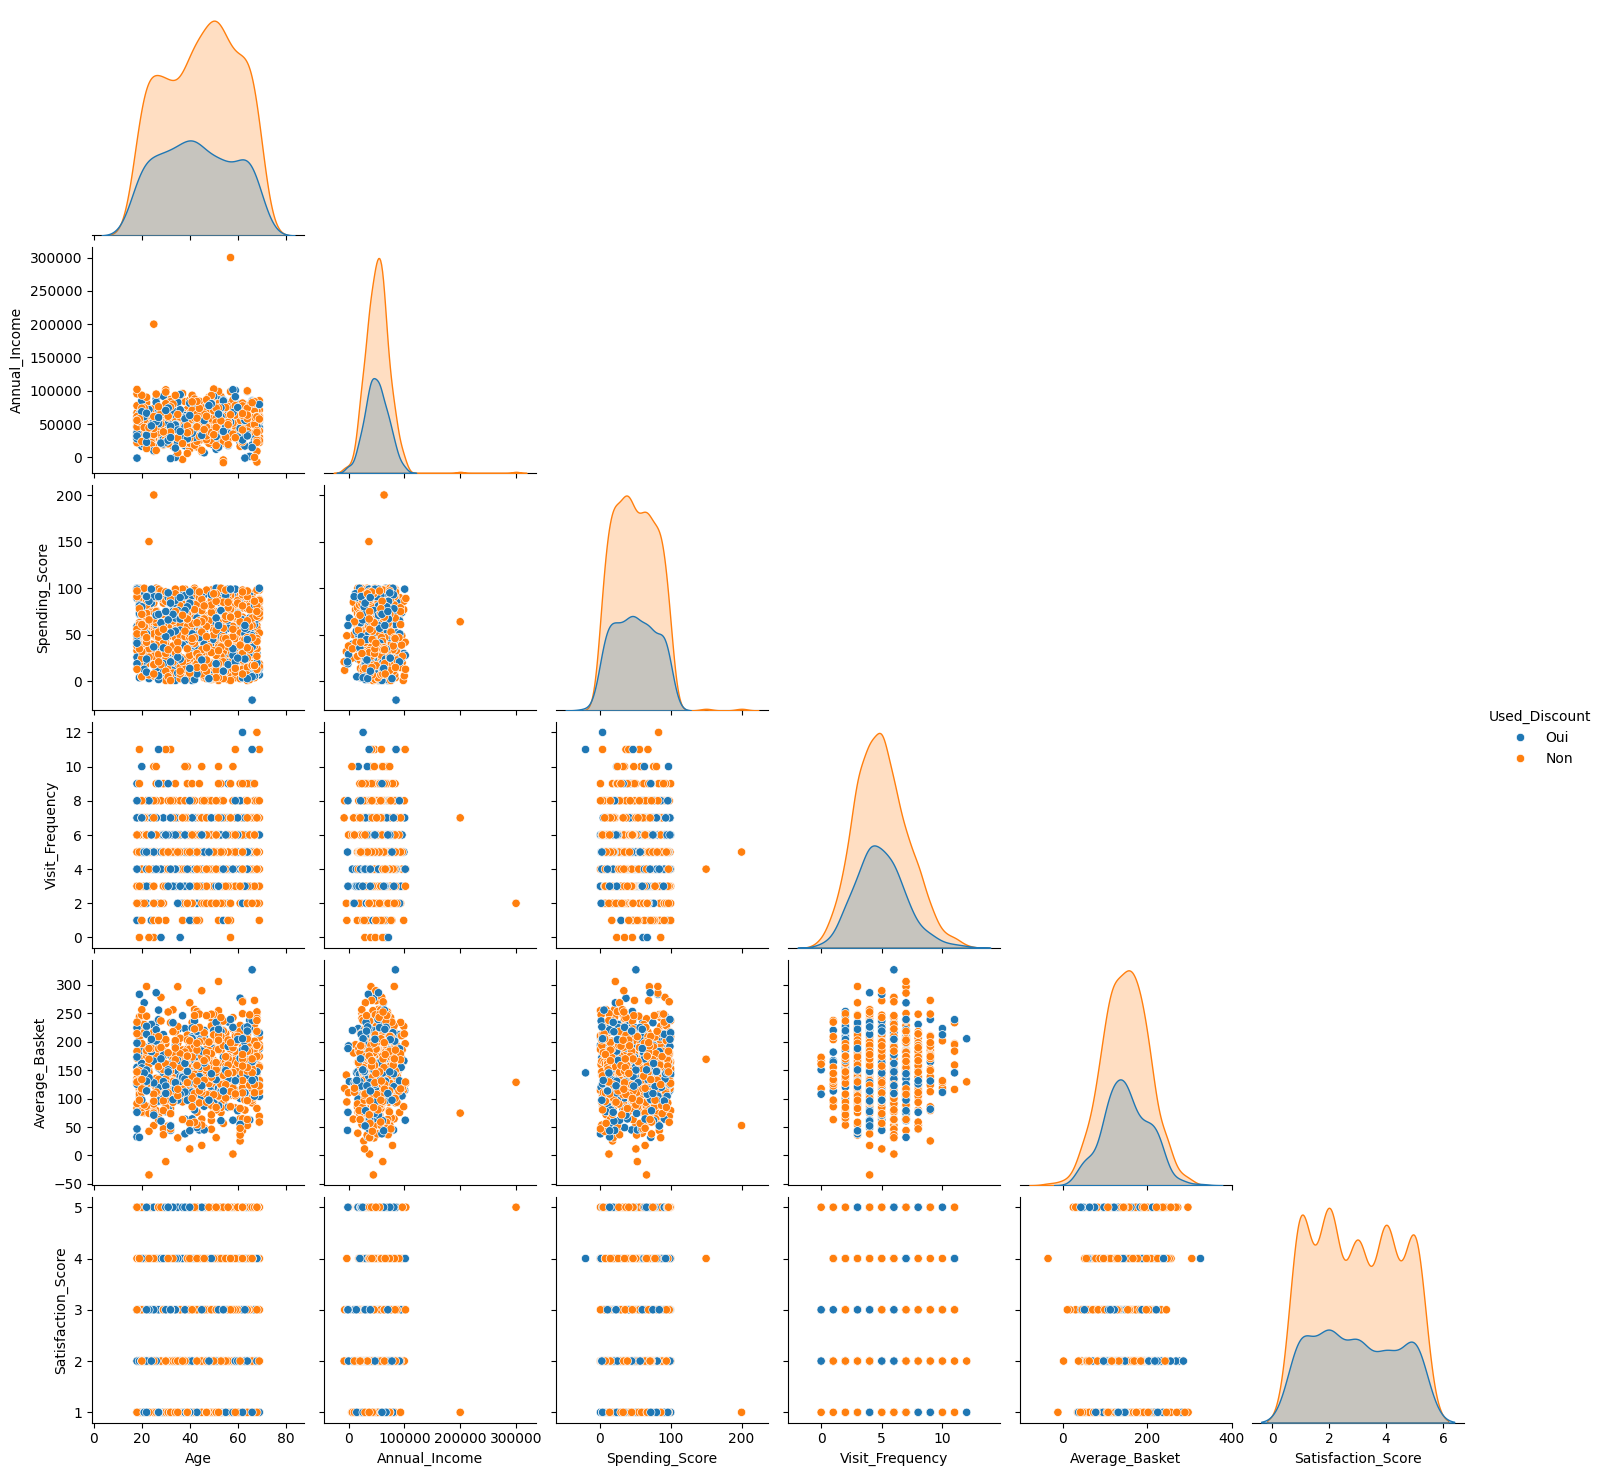 300000
250000
200000
150000
100000
50000
0
Annual_Income
200
150
100
50
0
Spending_Score
12
10
8
6
4
2
0
Visit_Frequency
300
250
200
150
100
50
0
−50
Average_Basket
5
4
3
2
1
Satisfaction_Score
0 20 40 60 80
Age
0 100000 200000 300000
Annual_Income
0 100 200
Spending_Score
0 5 10
Visit_Frequency
0 200 400
Average_Basket
0 2 4 6
Satisfaction_Score
Used_Discount
Oui
Non